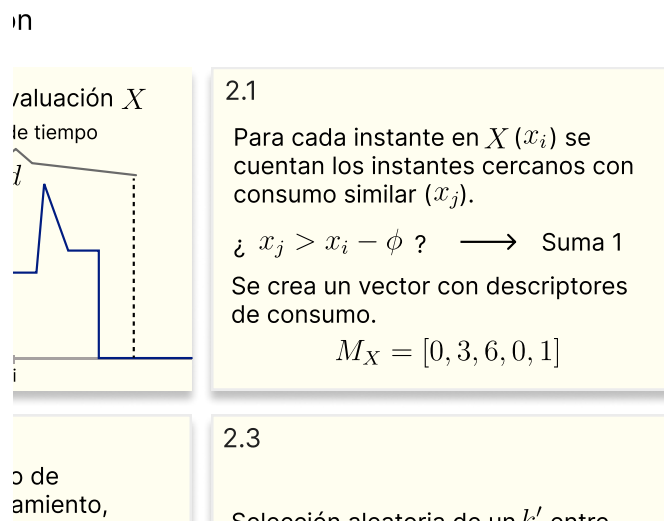 valuación X
de tiempo
d
i
2.1
Para cada instante en X (x_i) se
cuentan los instantes cercanos con
consumo similar (x_j).
¿ x_j > x_i − ϕ ? ⟶ Suma 1
Se crea un vector con descriptores
de consumo.
M_X = [0, 3, 6, 0, 1]
o de
amiento,
2.3